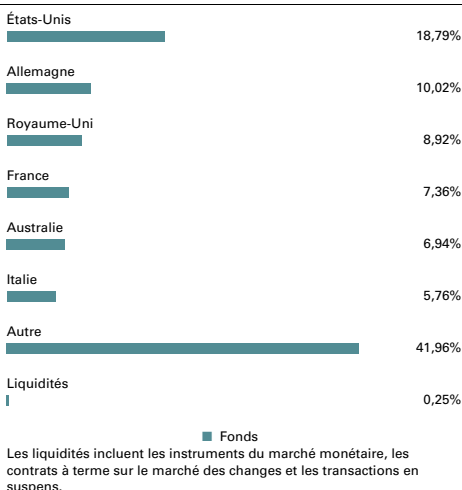 États-Unis
18,79%
Allemagne
10,02%
Royaume-Uni
8,92%
France
7,36%
Australie
6,94%
Italie
5,76%
Autre
41,96%
Liquidités
0,25%
Fonds
Les liquidités incluent les instruments du marché monétaire, les
contrats à terme sur le marché des changes et les transactions en
suspens.